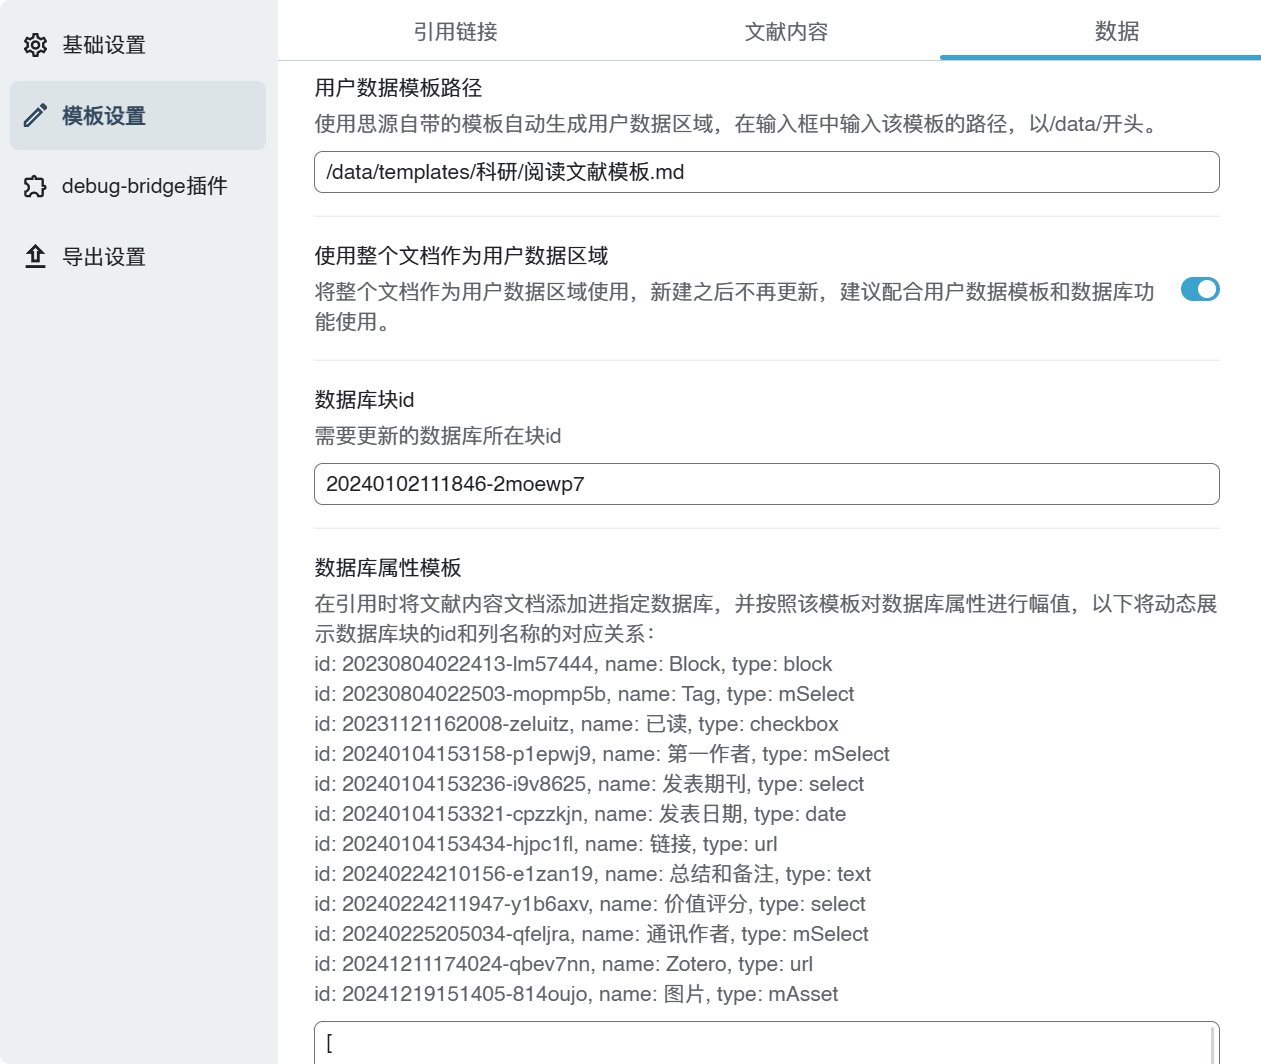 基础设置
模板设置
debug-bridge插件
导出设置
引用链接
文献内容
数据
用户数据模板路径
使用思源自带的模板自动生成用户数据区域，在输入框中输入该模板的路径，以/data/开头。
/data/templates/科研/阅读文献模板.md
使用整个文档作为用户数据区域
将整个文档作为用户数据区域使用，新建之后不再更新，建议配合用户数据模板和数据库功
能使用。
数据库块id
需要更新的数据库所在块id
20240102111846-2moewp7
数据库属性模板
在引用时将文献内容文档添加进指定数据库，并按照该模板对数据库属性进行幅值，以下将动态展
示数据库块的id和列名称的对应关系：
id: 20230804022413-lm57444, name: Block, type: block
id: 20230804022503-mopmp5b, name: Tag, type: mSelect
id: 20231121162008-zeluitz, name: 已读, type: checkbox
id: 20240104153158-p1epwj9, name: 第一作者, type: mSelect
id: 20240104153236-i9v8625, name: 发表期刊, type: select
id: 20240104153321-cpzzkjn, name: 发表日期, type: date
id: 20240104153434-hjpc1fl, name: 链接, type: url
id: 20240224210156-e1zan19, name: 总结和备注, type: text
id: 20240224211947-y1b6axv, name: 价值评分, type: select
id: 20240225205034-qfeljra, name: 通讯作者, type: mSelect
id: 20241211174024-qbev7nn, name: Zotero, type: url
id: 20241219151405-814oujo, name: 图片, type: mAsset
[